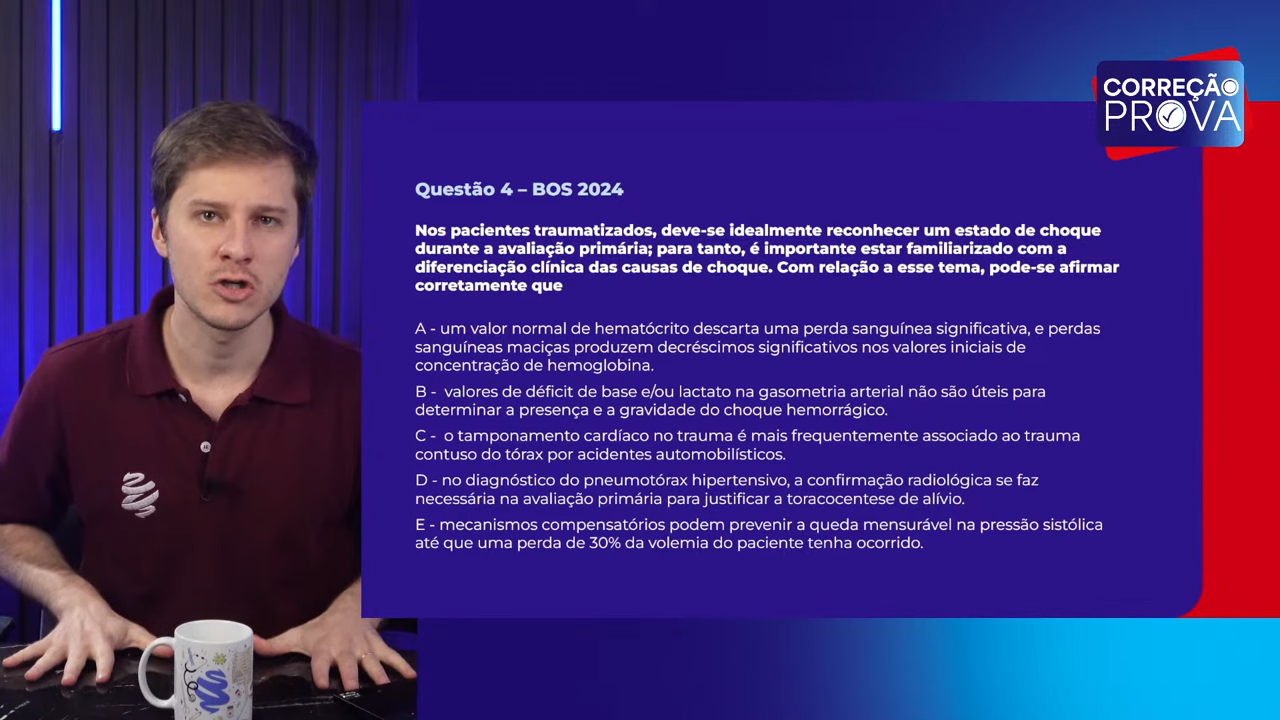 CORREÇÃO
PROVA
Questão 4 – BOS 2024
Nos pacientes traumatizados, deve-se idealmente reconhecer um estado de choque
durante a avaliação primária; para tanto, é importante estar familiarizado com a
diferenciação clínica das causas de choque. Com relação a esse tema, pode-se afirmar
corretamente que
A - um valor normal de hematócrito descarta uma perda sanguínea significativa, e perdas
sanguíneas maciças produzem decréscimos significativos nos valores iniciais de
concentração de hemoglobina.
B -  valores de déficit de base e/ou lactato na gasometria arterial não são úteis para
determinar a presença e a gravidade do choque hemorrágico.
C -  o tamponamento cardíaco no trauma é mais frequentemente associado ao trauma
contuso do tórax por acidentes automobilísticos.
D - no diagnóstico do pneumotórax hipertensivo, a confirmação radiológica se faz
necessária na avaliação primária para justificar a toracocentese de alívio.
E - mecanismos compensatórios podem prevenir a queda mensurável na pressão sistólica
até que uma perda de 30% da volemia do paciente tenha ocorrido.